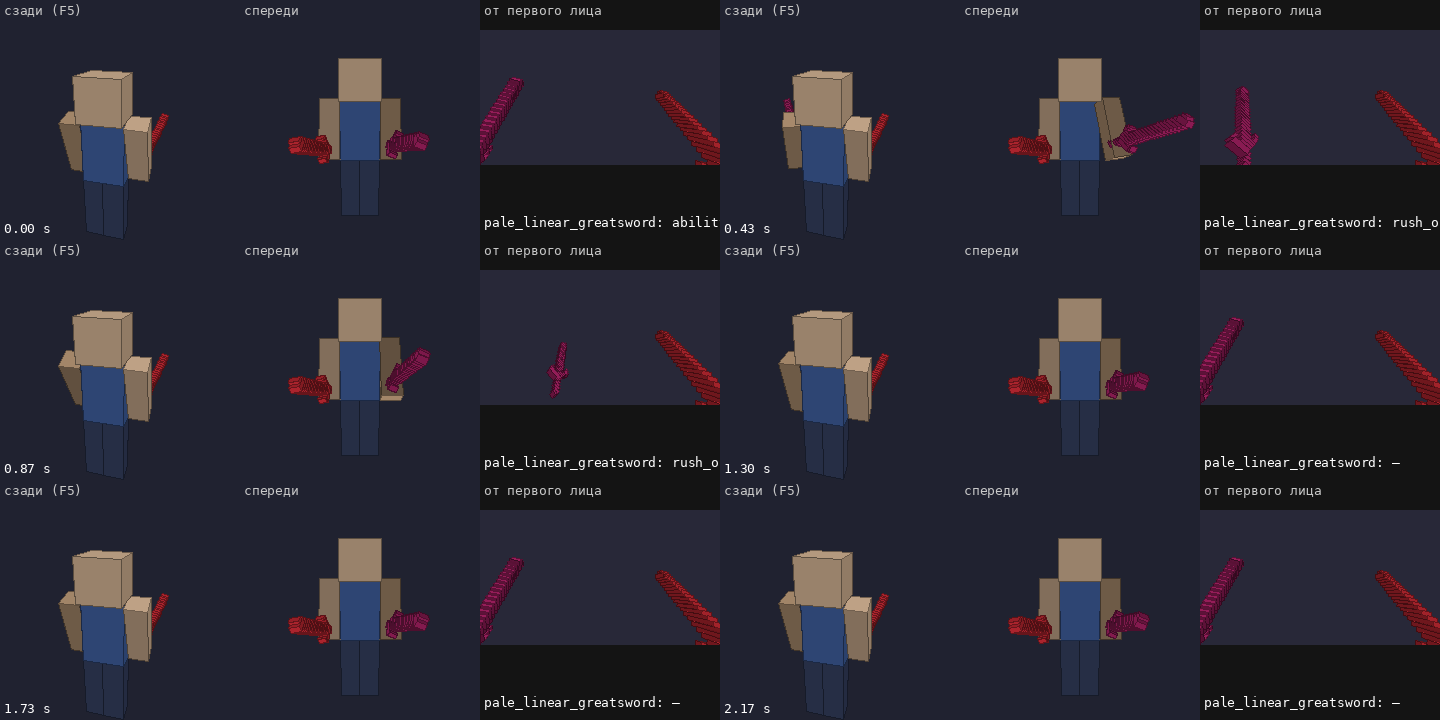 сзади (F5) спереди от первого лица
0.00 s pale_linear_greatsword: abilit
сзади (F5) спереди от первого лица
0.43 s pale_linear_greatsword: rush_o
сзади (F5) спереди от первого лица
0.87 s pale_linear_greatsword: rush_o
сзади (F5) спереди от первого лица
1.30 s pale_linear_greatsword: —
сзади (F5) спереди от первого лица
1.73 s pale_linear_greatsword: —
сзади (F5) спереди от первого лица
2.17 s pale_linear_greatsword: —